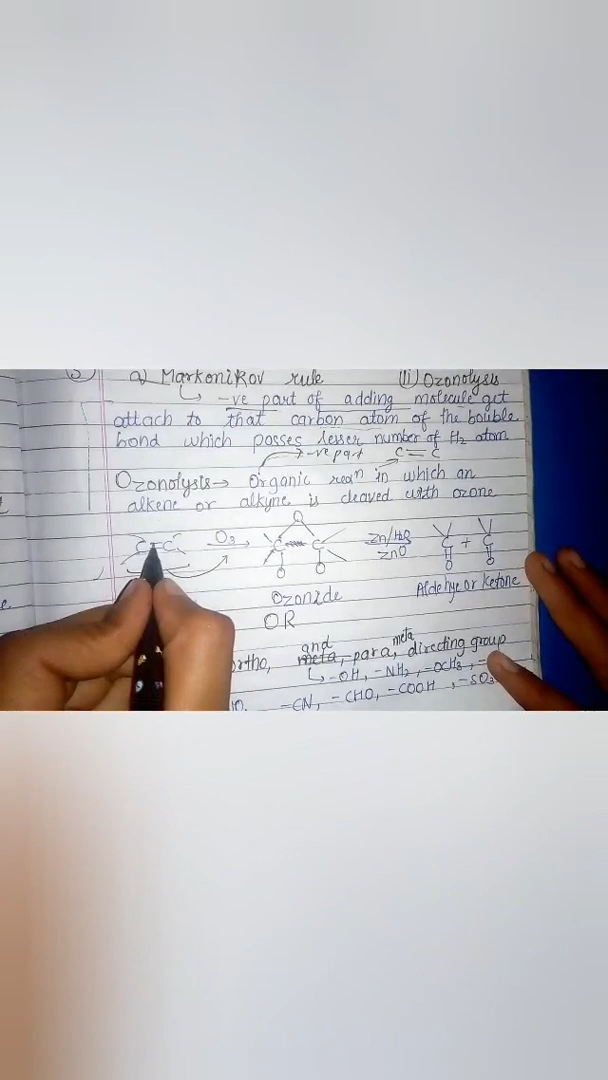 a) Markonikov rule (ii) Ozonolysis
↳ -ve part of adding molecule get
attach to that carbon atom of the bouble
bond which posses lesser number of H₂ atom
→ -ve part C = C
Ozonolysis → Organic reaⁿ in which an
alkene or alkyne is cleaved with ozone
C = C O₃ → O C C O O Zn/H₂O ZnO C O + C O
Ozonide Aldehye or Ketone
OR
ortho, meta, and para, meta directing group
↳ -OH, -NH₂, -OCH₃,
-CN, -CHO, -COOH, -SO₃